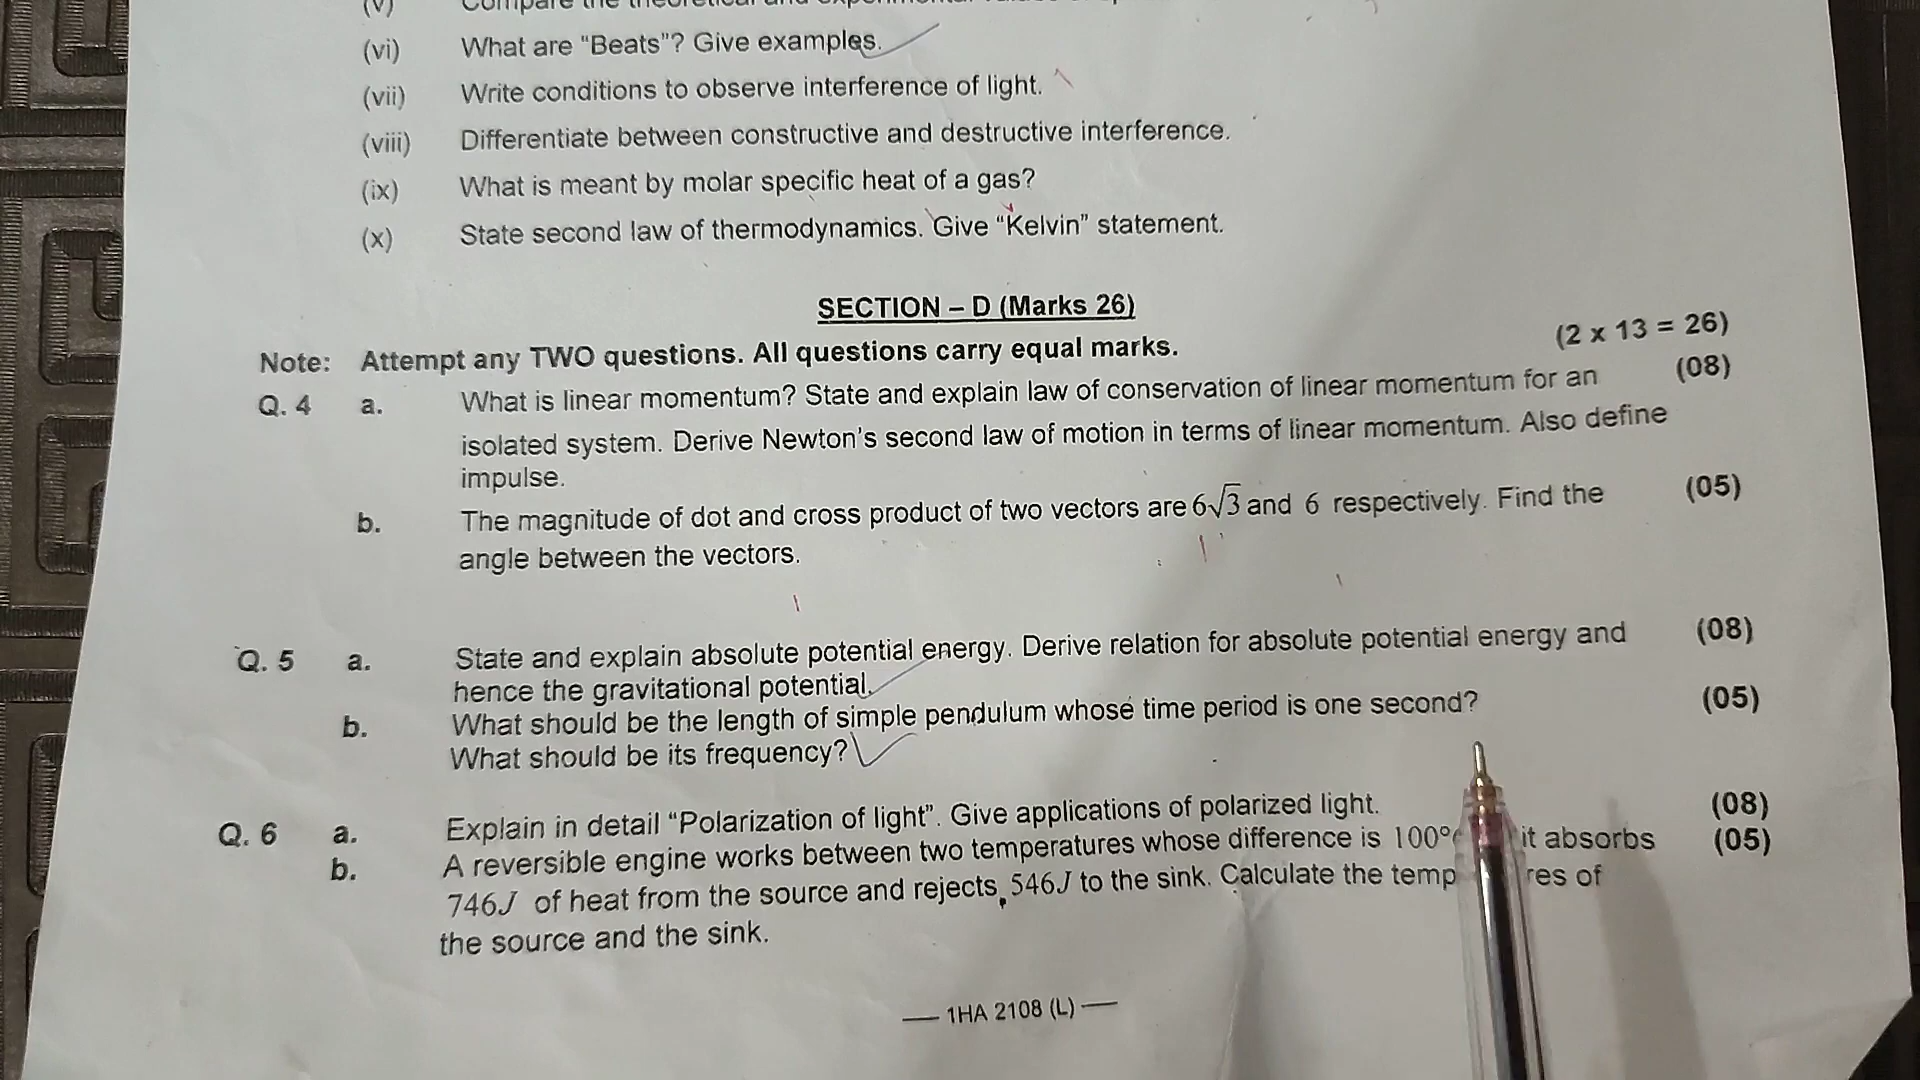 (v) Compare the theoretical and experimental values of
(vi) What are "Beats"? Give examples.
(vii) Write conditions to observe interference of light.
(viii) Differentiate between constructive and destructive interference.
(ix) What is meant by molar specific heat of a gas?
(x) State second law of thermodynamics. Give "Kelvin" statement.
SECTION – D (Marks 26)
Note: Attempt any TWO questions. All questions carry equal marks. (2 x 13 = 26)
Q. 4 a. What is linear momentum? State and explain law of conservation of linear momentum for an (08)
isolated system. Derive Newton's second law of motion in terms of linear momentum. Also define
impulse.
b. The magnitude of dot and cross product of two vectors are 6√3 and 6 respectively. Find the (05)
angle between the vectors.
Q. 5 a. State and explain absolute potential energy. Derive relation for absolute potential energy and (08)
hence the gravitational potential.
b. What should be the length of simple pendulum whose time period is one second? (05)
What should be its frequency?
Q. 6 a. Explain in detail "Polarization of light". Give applications of polarized light. (08)
b. A reversible engine works between two temperatures whose difference is 100° it absorbs (05)
746J of heat from the source and rejects 546J to the sink. Calculate the temp res of
the source and the sink.
— 1HA 2108 (L) —